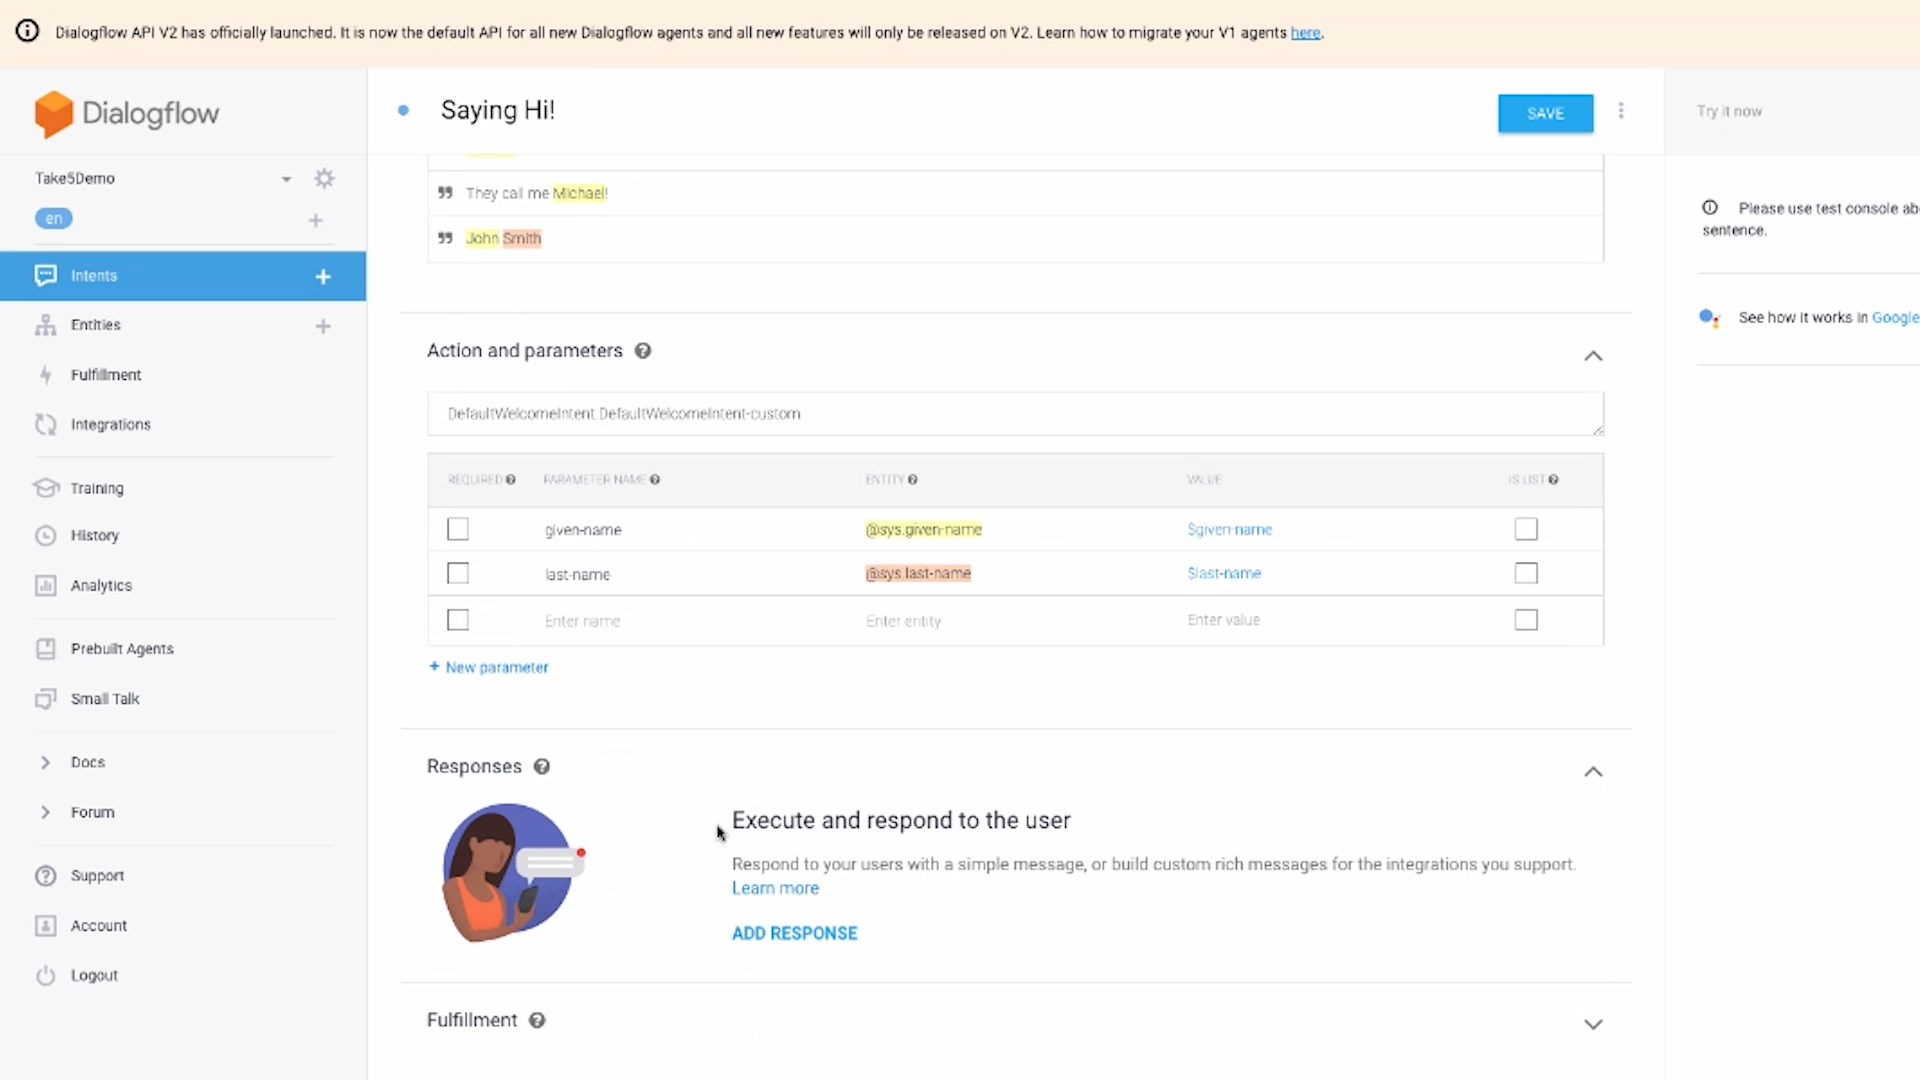 Dialogflow API V2 has officially launched. It is now the default API for all new Dialogflow agents and all new features will only be released on V2. Learn how to migrate your V1 agents here.
Dialogflow
Saying Hi!
SAVE
Try it now
Take5Demo
en
They call me Michael!
Please use test console ab
sentence.
John Smith
Intents
Entities
See how it works in Google
Action and parameters
Fulfillment
DefaultWelcomeIntent.DefaultWelcomeIntent-custom
Integrations
REQUIRED PARAMETER NAME ENTITY VALUE IS LIST
Training
given-name @sys.given-name $given-name
History
last-name @sys.last-name $last-name
Analytics
Enter name Enter entity Enter value
Prebuilt Agents
+ New parameter
Small Talk
Docs
Responses
Forum
Execute and respond to the user
Respond to your users with a simple message, or build custom rich messages for the integrations you support.
Learn more
Support
Account
ADD RESPONSE
Logout
Fulfillment